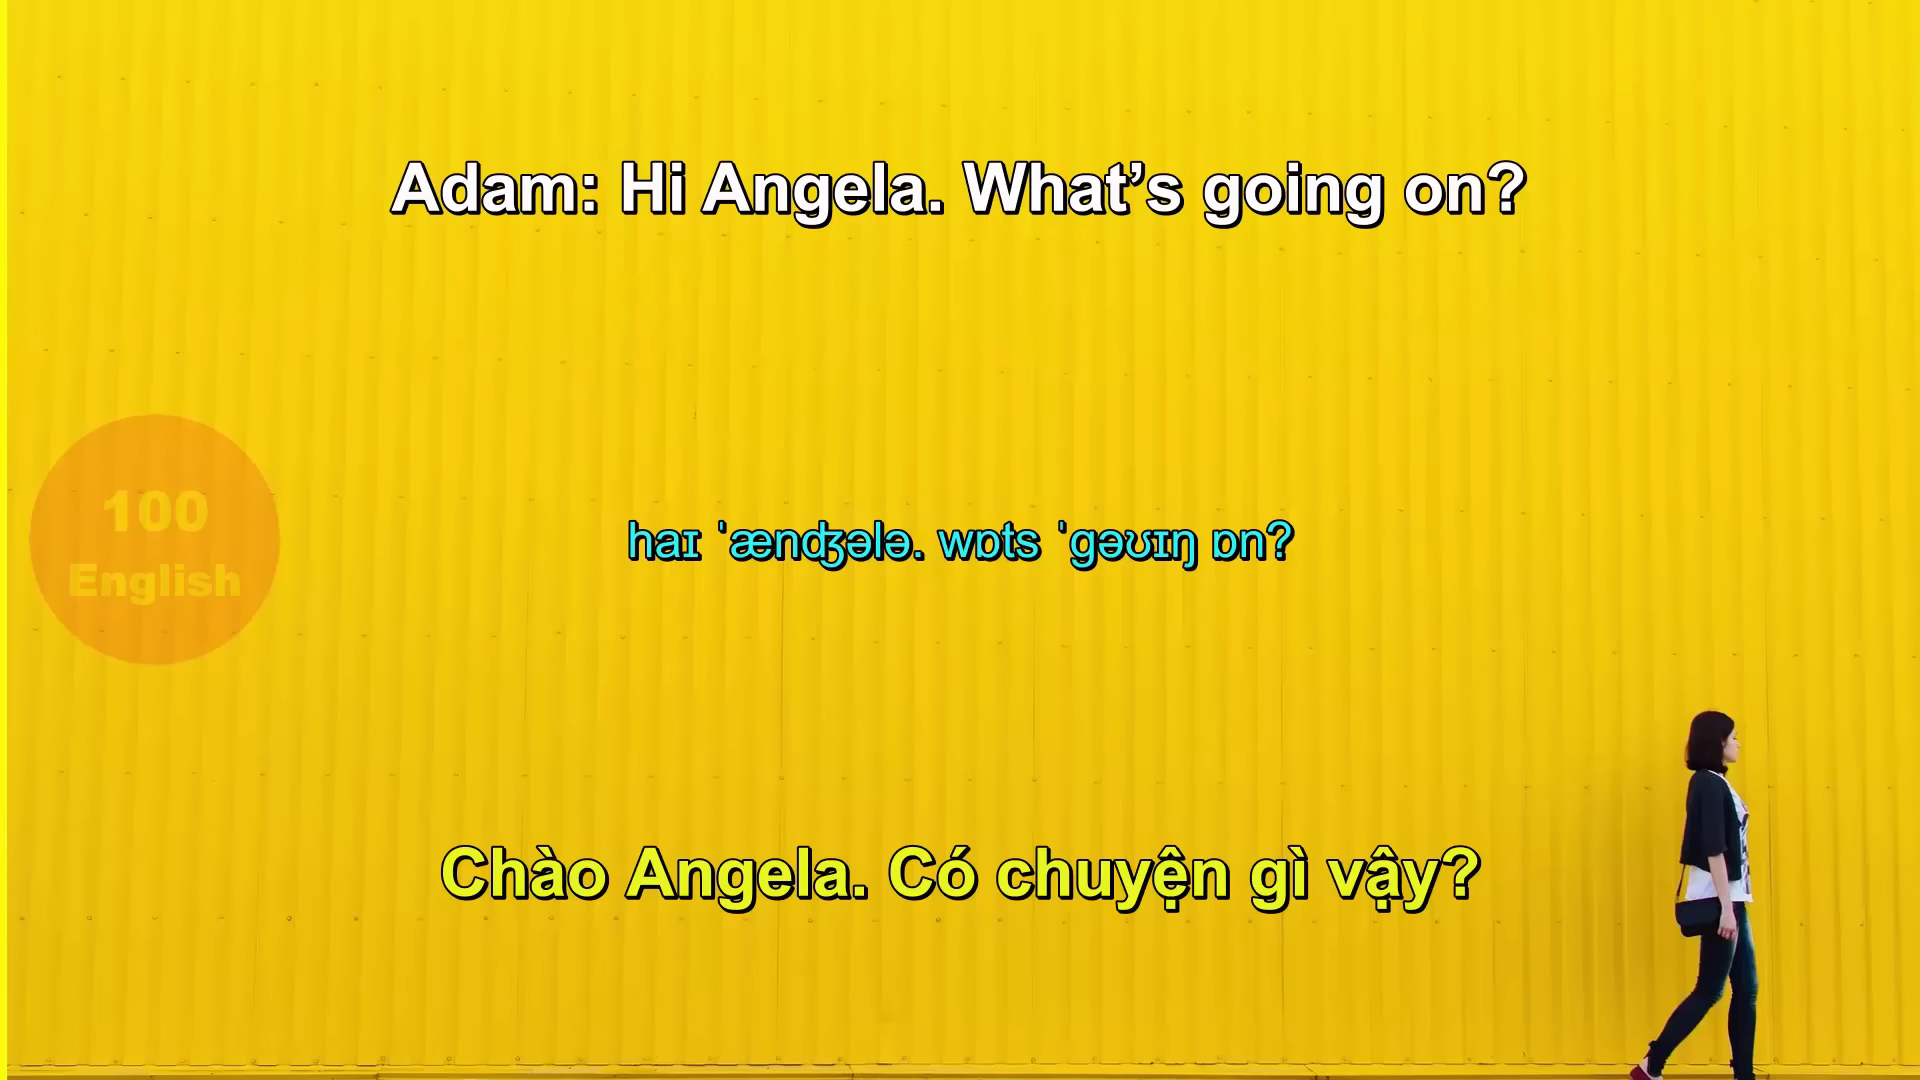 Adam: Hi Angela. What’s going on?
100
English
haɪ ˈænʤələ. wɒts ˈgəʊɪŋ ɒn?
Chào Angela. Có chuyện gì vậy?